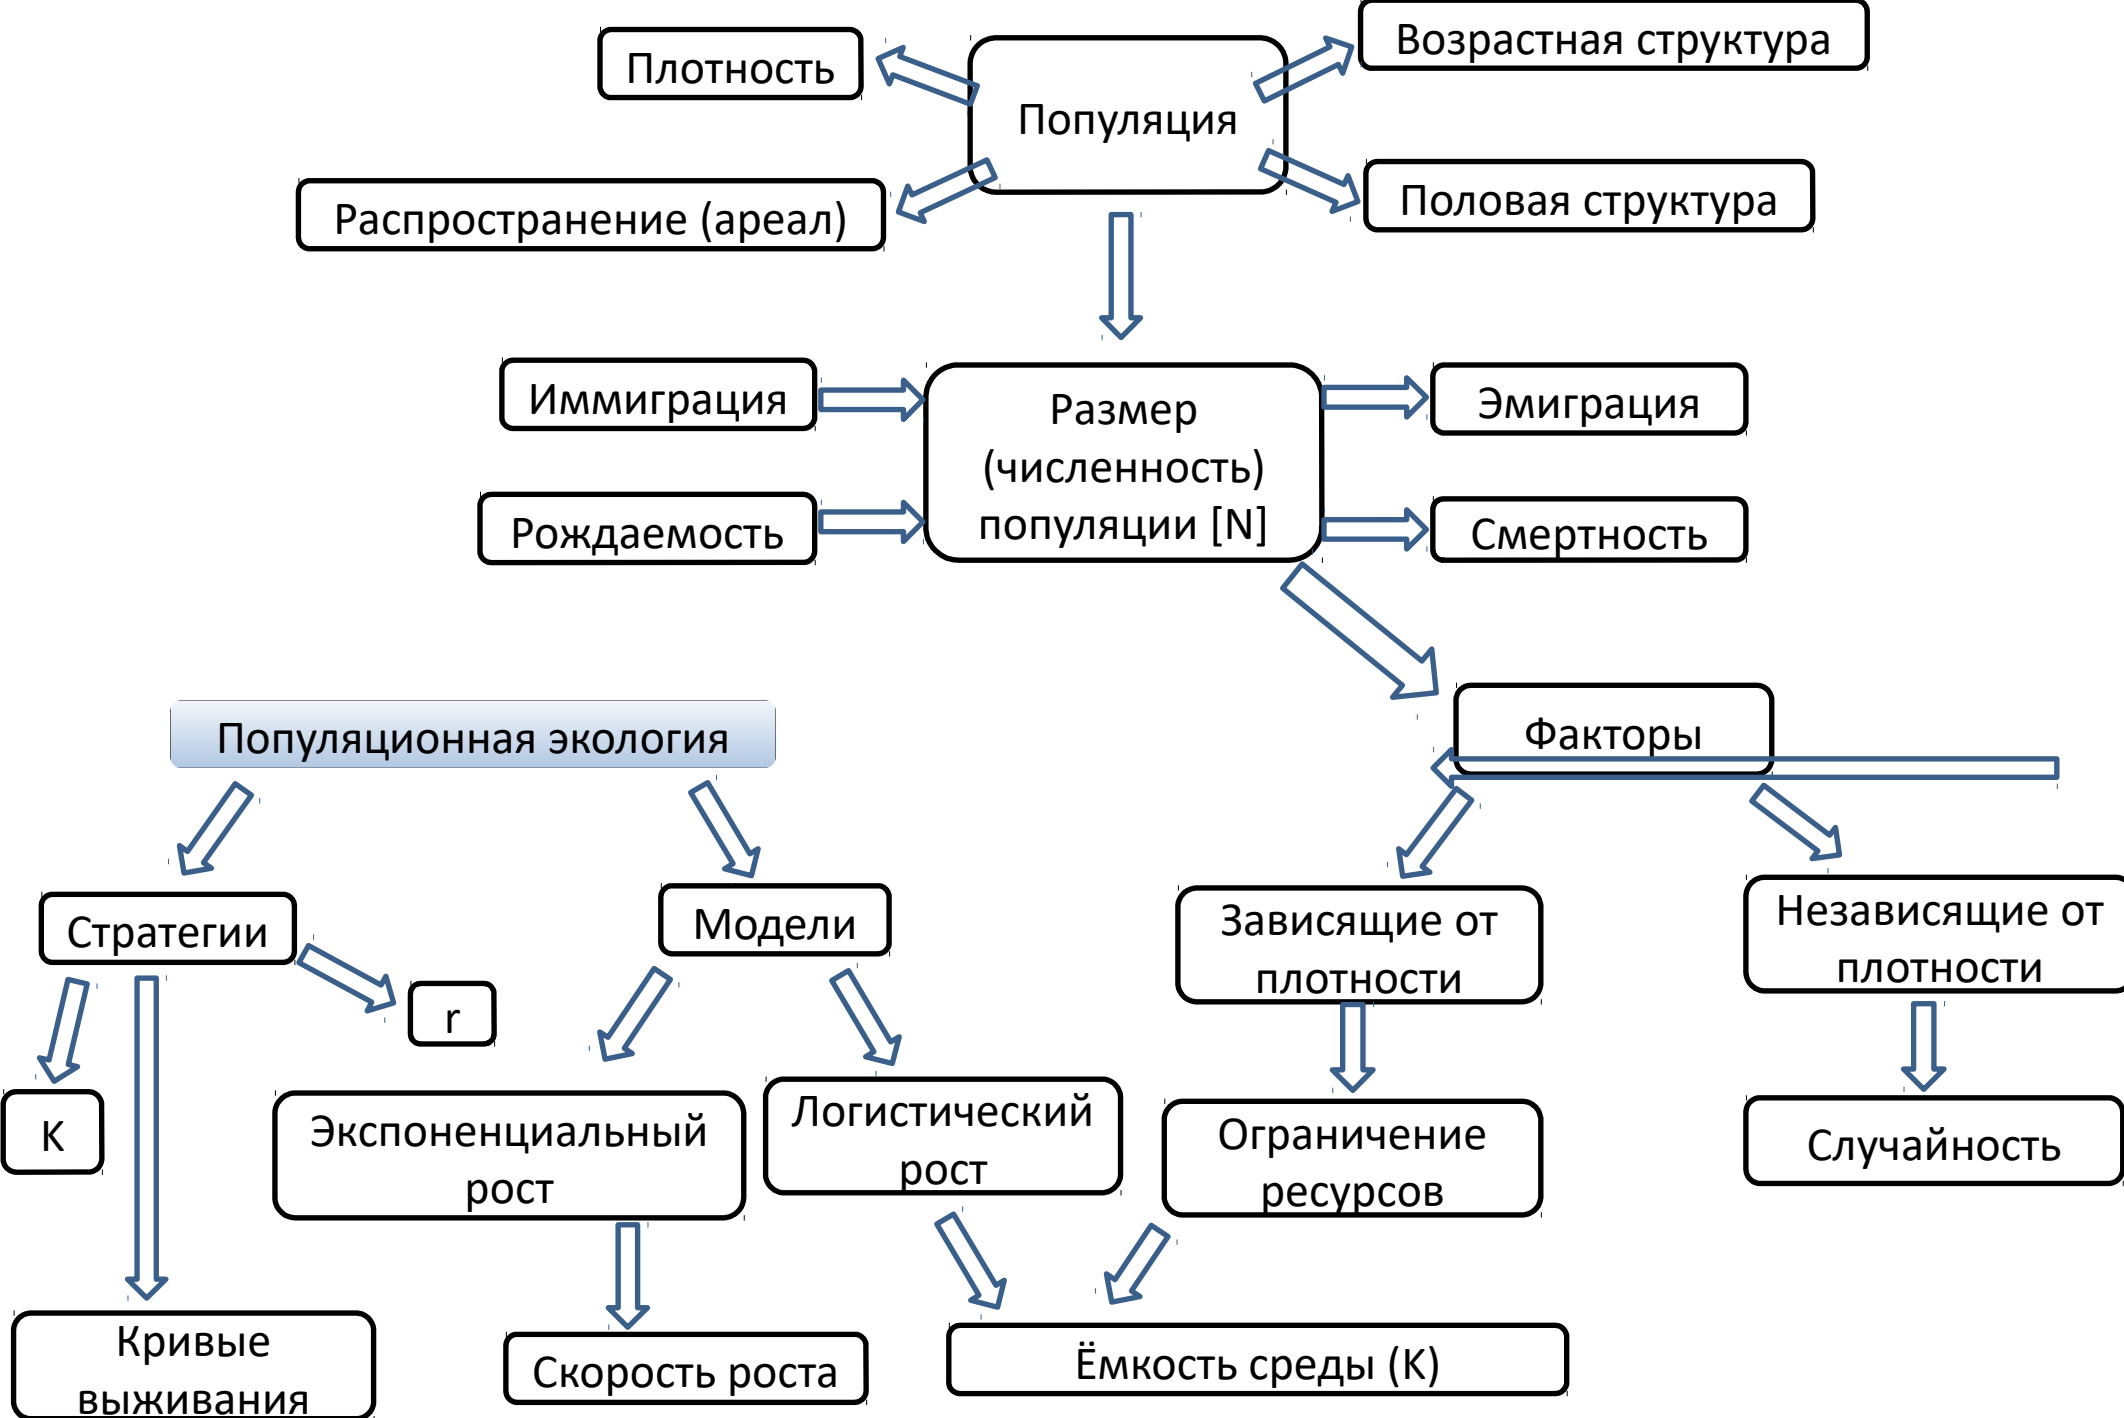 Плотность
Популяция
Возрастная структура
Распространение (ареал)
Половая структура
Иммиграция
Рождаемость
Размер
(численность)
популяции [N]
Эмиграция
Смертность
Популяционная экология
Факторы
Стратегии
Модели
Зависящие от
плотности
Независящие от
плотности
r
K
Экспоненциальный
рост
Логистический
рост
Ограничение
ресурсов
Случайность
Кривые
выживания
Скорость роста
Ёмкость среды (K)